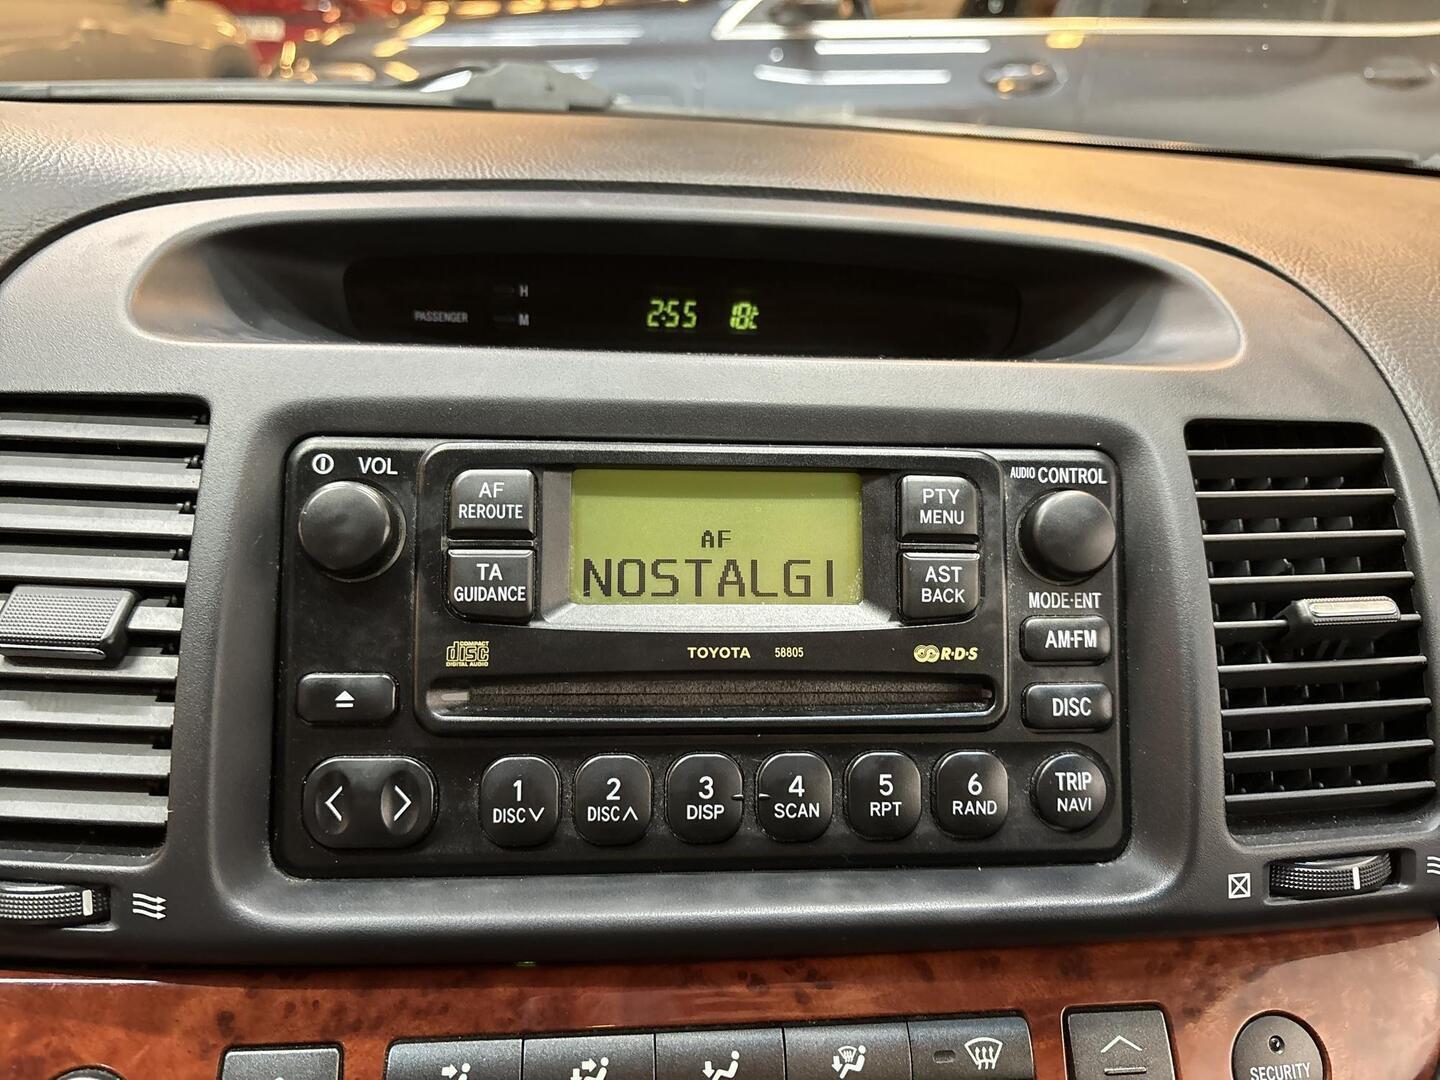 H
PASSENGER M
2:55 18℃
VOL
AUDIO CONTROL
AF
REROUTE
PTY
MENU
AF
NOSTALGI
TA
GUIDANCE
AST
BACK
MODE·ENT
AM·FM
COMPACT
disc
DIGITAL AUDIO
TOYOTA 58805
R·D·S
DISC
1
DISC
2
DISC
3
DISP
4
SCAN
5
RPT
6
RAND
TRIP
NAVI
SECURITY